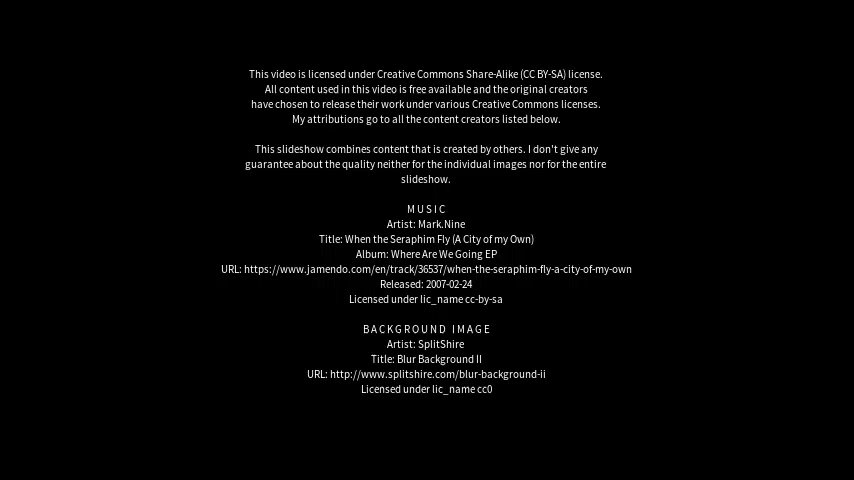 This video is licensed under Creative Commons Share-Alike (CC BY-SA) license.
All content used in this video is free available and the original creators
have chosen to release their work under various Creative Commons licenses.
My attributions go to all the content creators listed below.
This slideshow combines content that is created by others. I don't give any
guarantee about the quality neither for the individual images nor for the entire
slideshow.
MUSIC
Artist: Mark.Nine
Title: When the Seraphim Fly (A City of my Own)
Album: Where Are We Going EP
URL: https://www.jamendo.com/en/track/36537/when-the-seraphim-fly-a-city-of-my-own
Released: 2007-02-24
Licensed under lic_name cc-by-sa
BACKGROUND IMAGE
Artist: SplitShire
Title: Blur Background II
URL: http://www.splitshire.com/blur-background-ii
Licensed under lic_name cc0